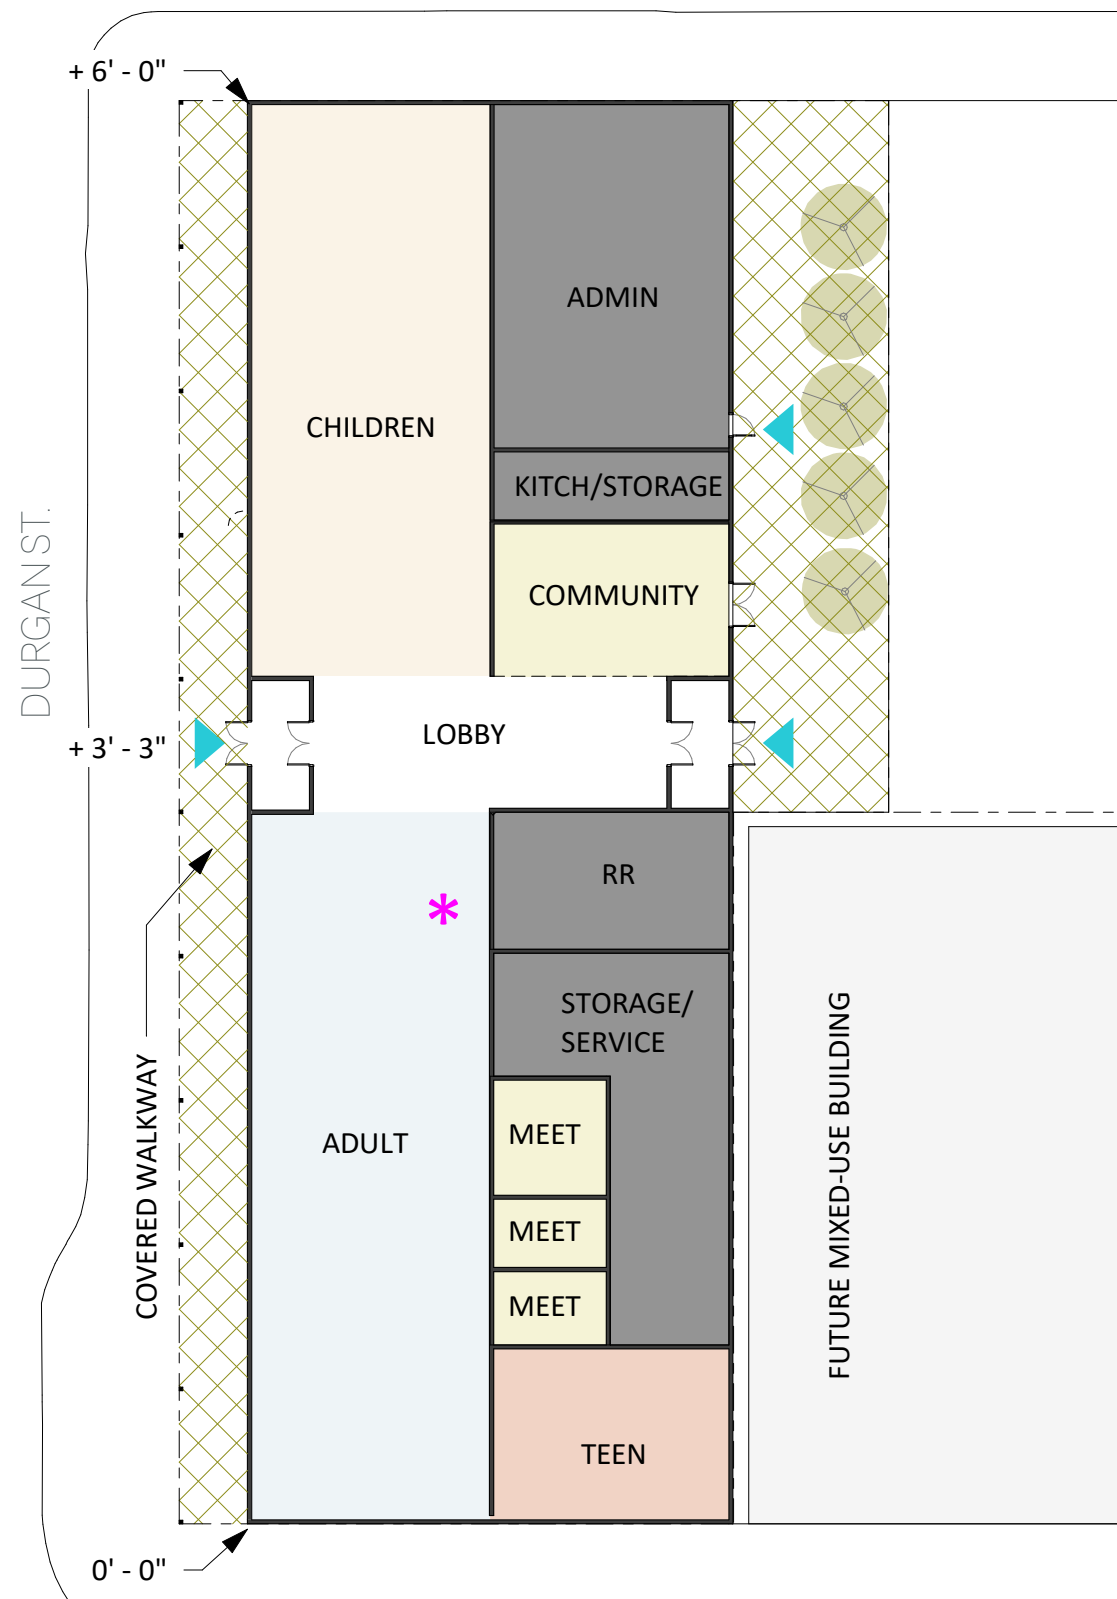 + 6' - 0"
ADMIN
CHILDREN
KITCH/STORAGE
DURGAN ST.
COMMUNITY
+ 3' - 3"
LOBBY
RR
*
STORAGE/
SERVICE
COVERED WALKWAY
ADULT
MEET
MEET
MEET
FUTURE MIXED-USE BUILDING
TEEN
0' - 0"